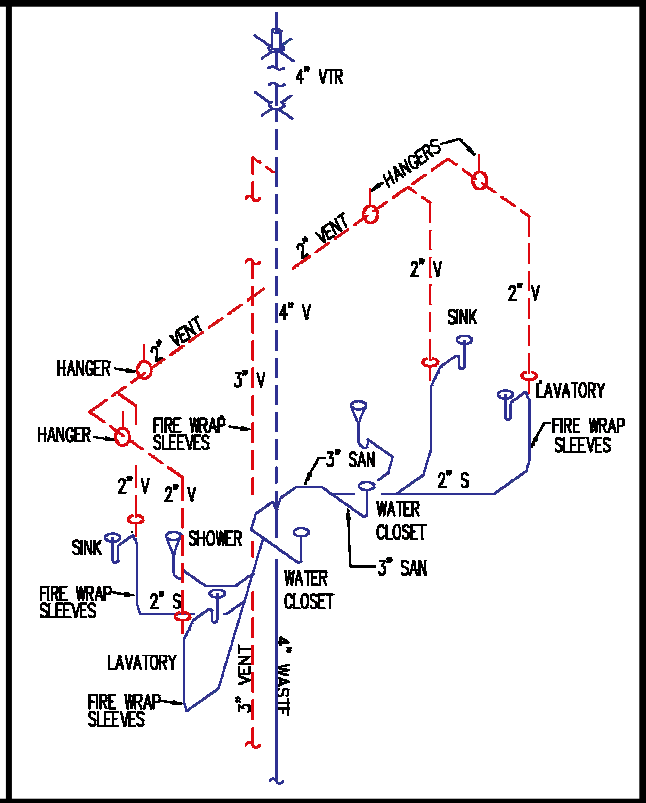 4" VTR
HANGERS
2" VENT
2" V
2" V
4" V
SINK
2" VENT
HANGER
3" V
LAVATORY
HANGER
FIRE WRAP
SLEEVES
FIRE WRAP
SLEEVES
3" SAN
2" V
2" V
2" S
WATER
CLOSET
SINK
SHOWER
3" SAN
WATER
CLOSET
FIRE WRAP
SLEEVES
2" S
LAVATORY
3" VENT
4" WASTE
FIRE WRAP
SLEEVES